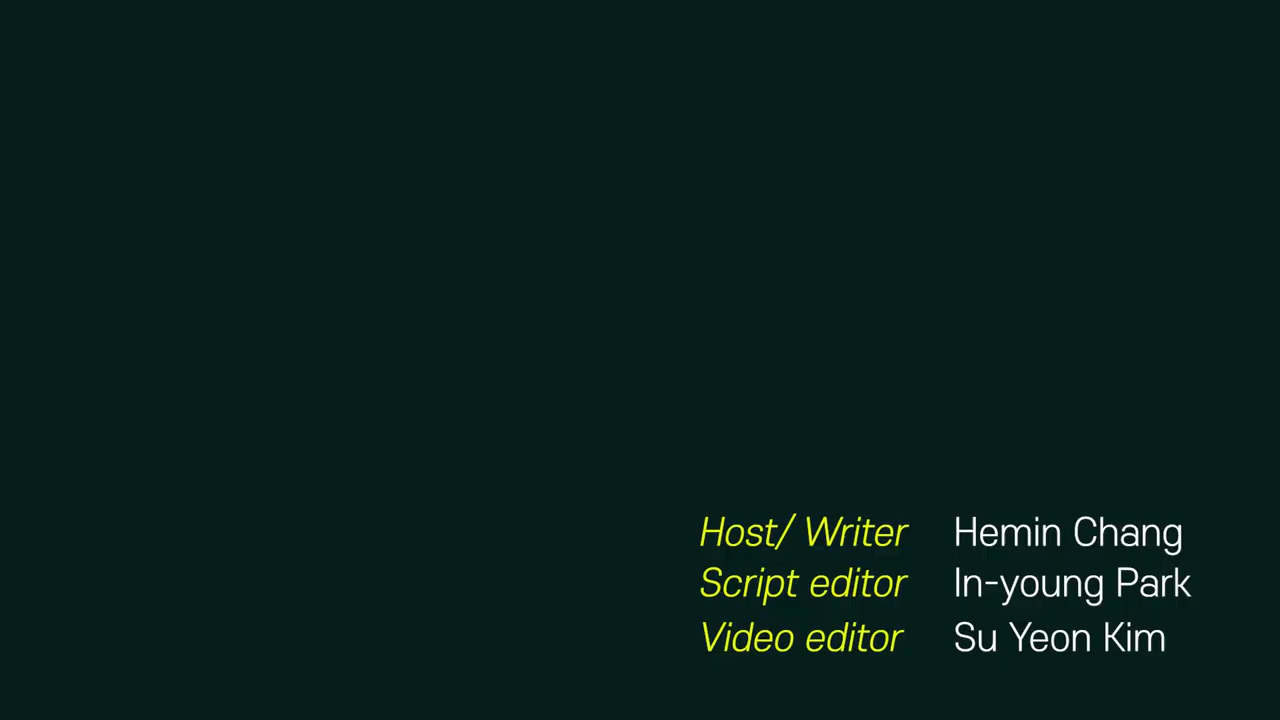 Host/ Writer Hemin Chang
Script editor In-young Park
Video editor Su Yeon Kim